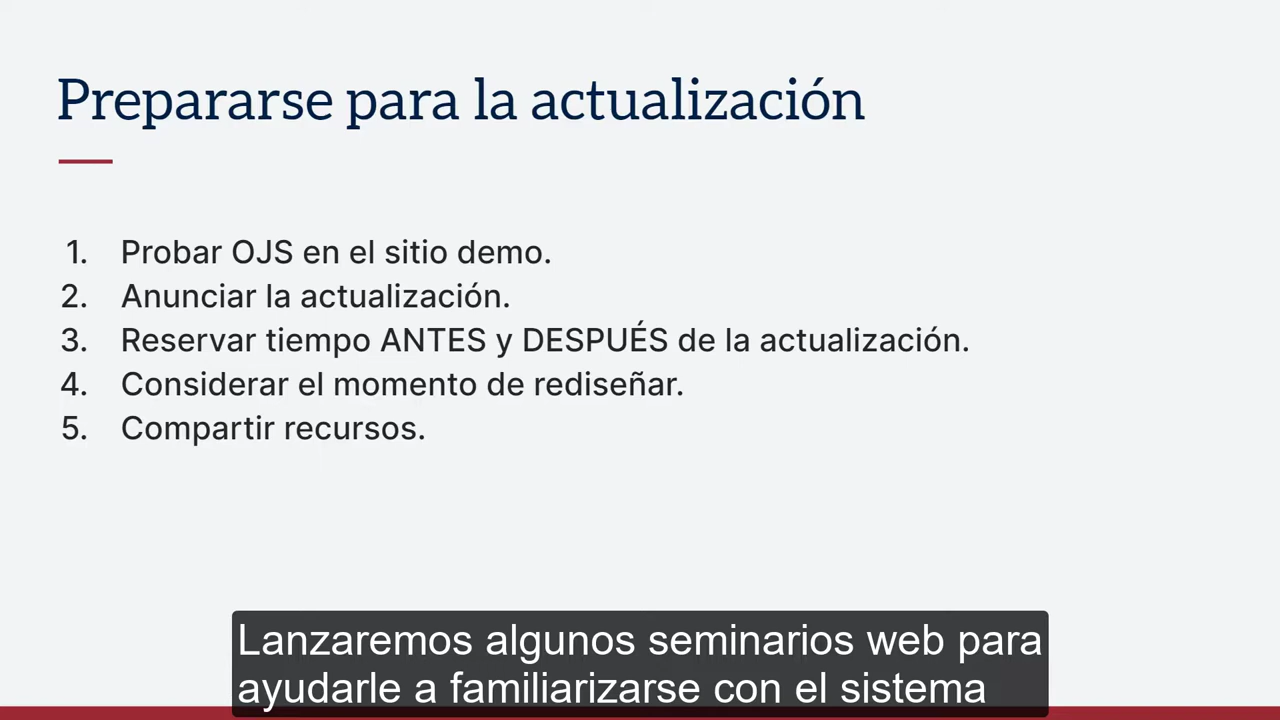 Prepararse para la actualización
1. Probar OJS en el sitio demo.
2. Anunciar la actualización.
3. Reservar tiempo ANTES y DESPUÉS de la actualización.
4. Considerar el momento de rediseñar.
5. Compartir recursos.
Lanzaremos algunos seminarios web para
ayudarle a familiarizarse con el sistema